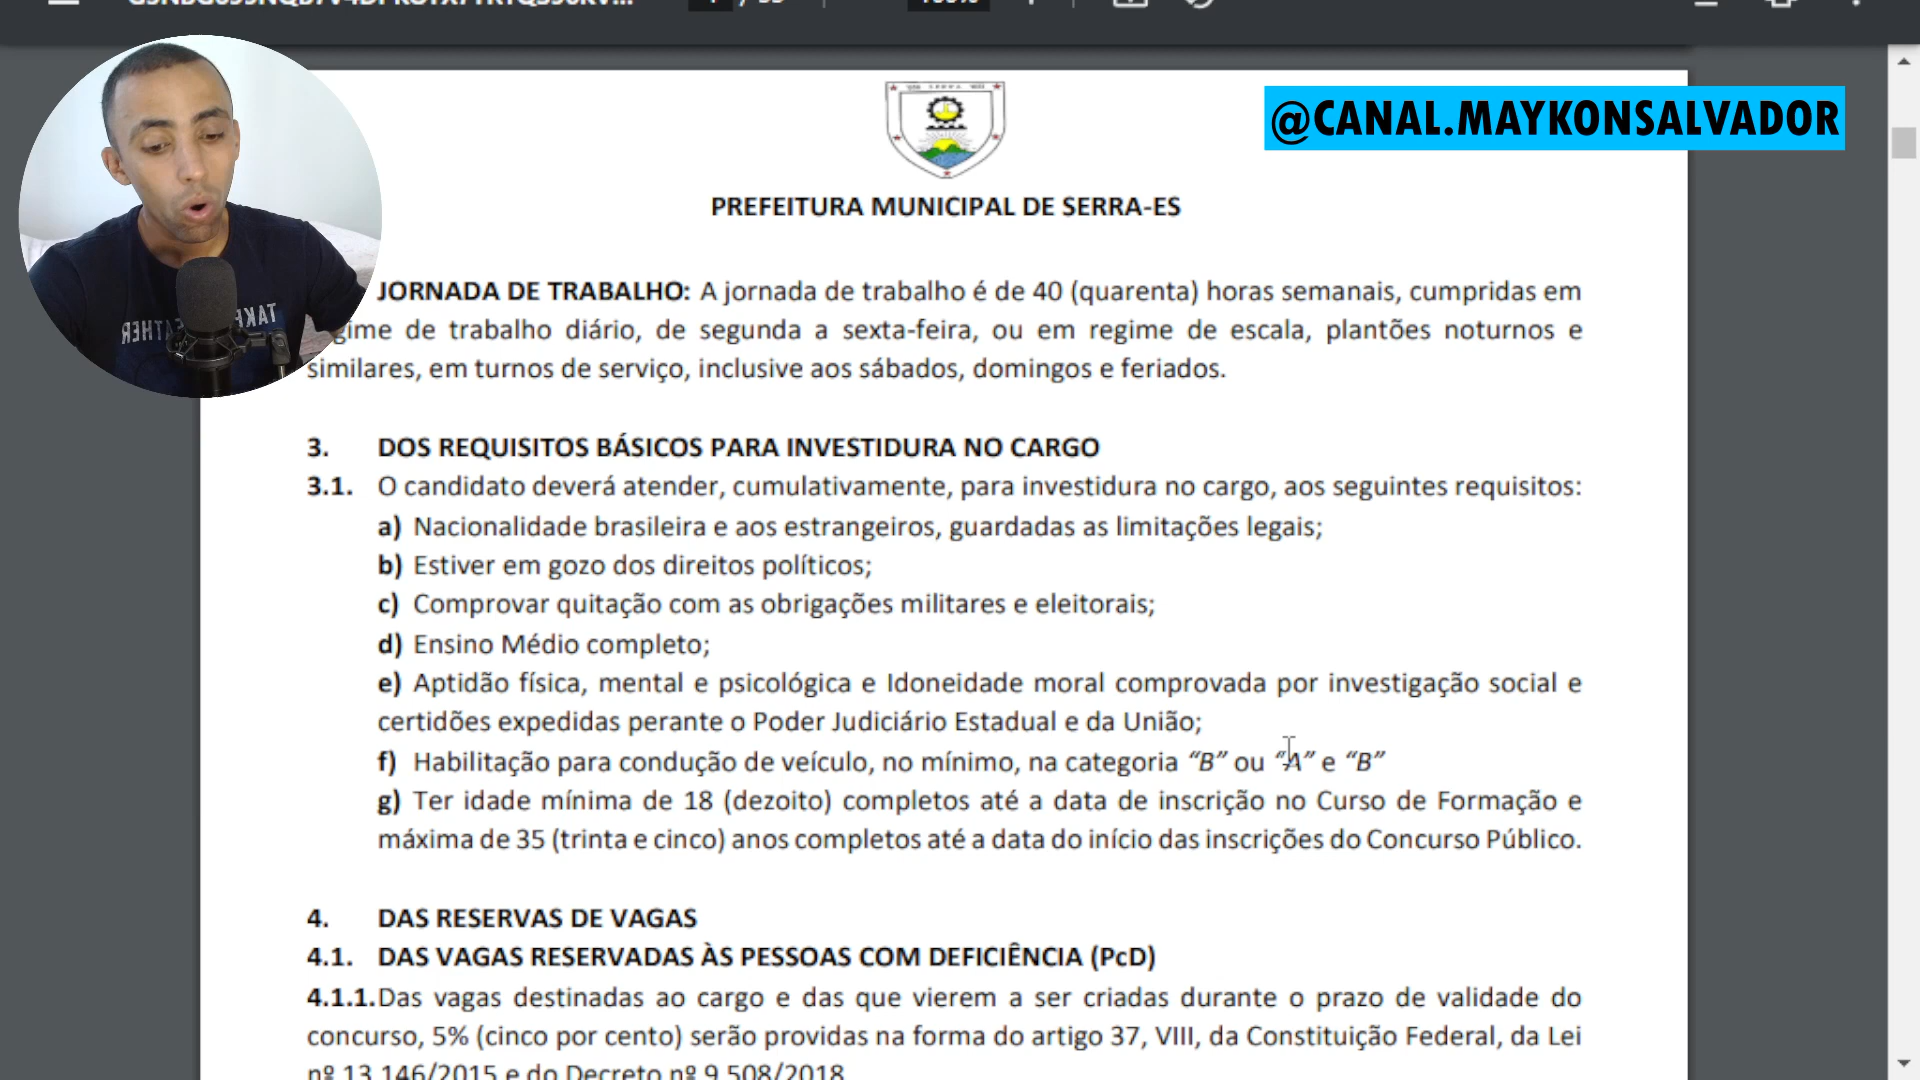 @CANAL.MAYKONSALVADOR
PREFEITURA MUNICIPAL DE SERRA-ES
JORNADA DE TRABALHO: A jornada de trabalho é de 40 (quarenta) horas semanais, cumpridas em
gime de trabalho diário, de segunda a sexta-feira, ou em regime de escala, plantões noturnos e
similares, em turnos de serviço, inclusive aos sábados, domingos e feriados.
3. DOS REQUISITOS BÁSICOS PARA INVESTIDURA NO CARGO
3.1. O candidato deverá atender, cumulativamente, para investidura no cargo, aos seguintes requisitos:
a) Nacionalidade brasileira e aos estrangeiros, guardadas as limitações legais;
b) Estiver em gozo dos direitos políticos;
c) Comprovar quitação com as obrigações militares e eleitorais;
d) Ensino Médio completo;
e) Aptidão física, mental e psicológica e Idoneidade moral comprovada por investigação social e
certidões expedidas perante o Poder Judiciário Estadual e da União;
f) Habilitação para condução de veículo, no mínimo, na categoria “B” ou “A” e “B”
g) Ter idade mínima de 18 (dezoito) completos até a data de inscrição no Curso de Formação e
máxima de 35 (trinta e cinco) anos completos até a data do início das inscrições do Concurso Público.
4. DAS RESERVAS DE VAGAS
4.1. DAS VAGAS RESERVADAS ÀS PESSOAS COM DEFICIÊNCIA (PcD)
4.1.1.Das vagas destinadas ao cargo e das que vierem a ser criadas durante o prazo de validade do
concurso, 5% (cinco por cento) serão providas na forma do artigo 37, VIII, da Constituição Federal, da Lei
nº 13.146/2015 e do Decreto nº 9.508/2018